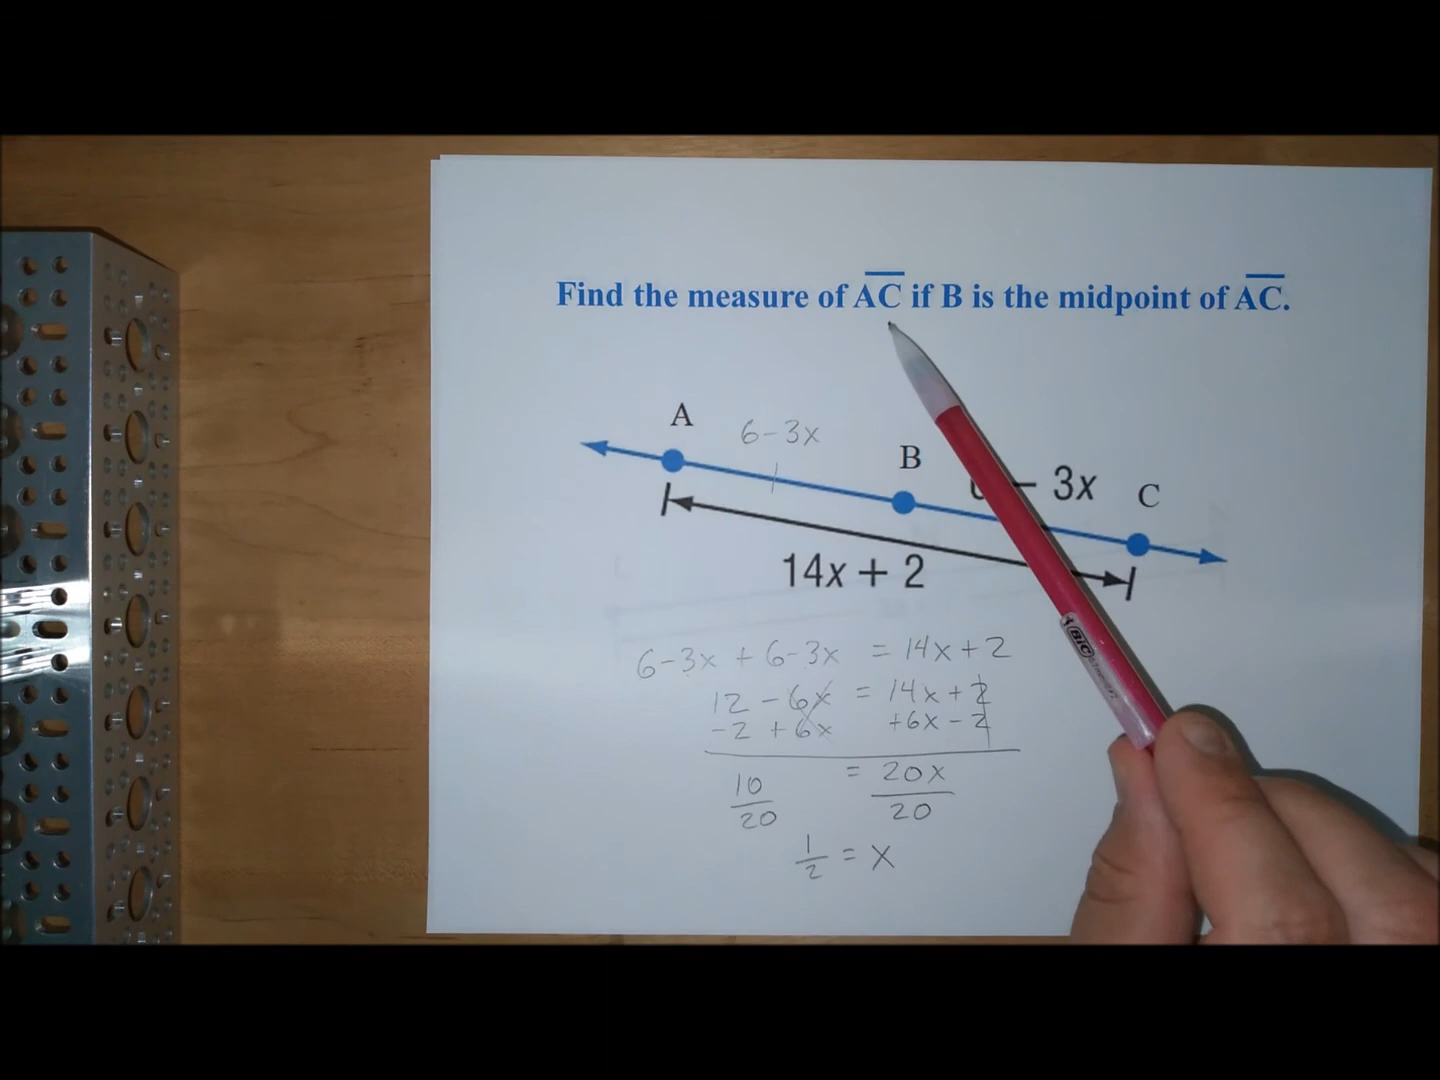 Find the measure of AC if B is the midpoint of AC.
A
6-3x
B
- 3x
C
14x + 2
6-3x + 6-3x = 14x+2
12 - 6x = 14x + 2
-2 + 6x +6x - 2
10 = 20x
20 20
1/2 = x
BIC